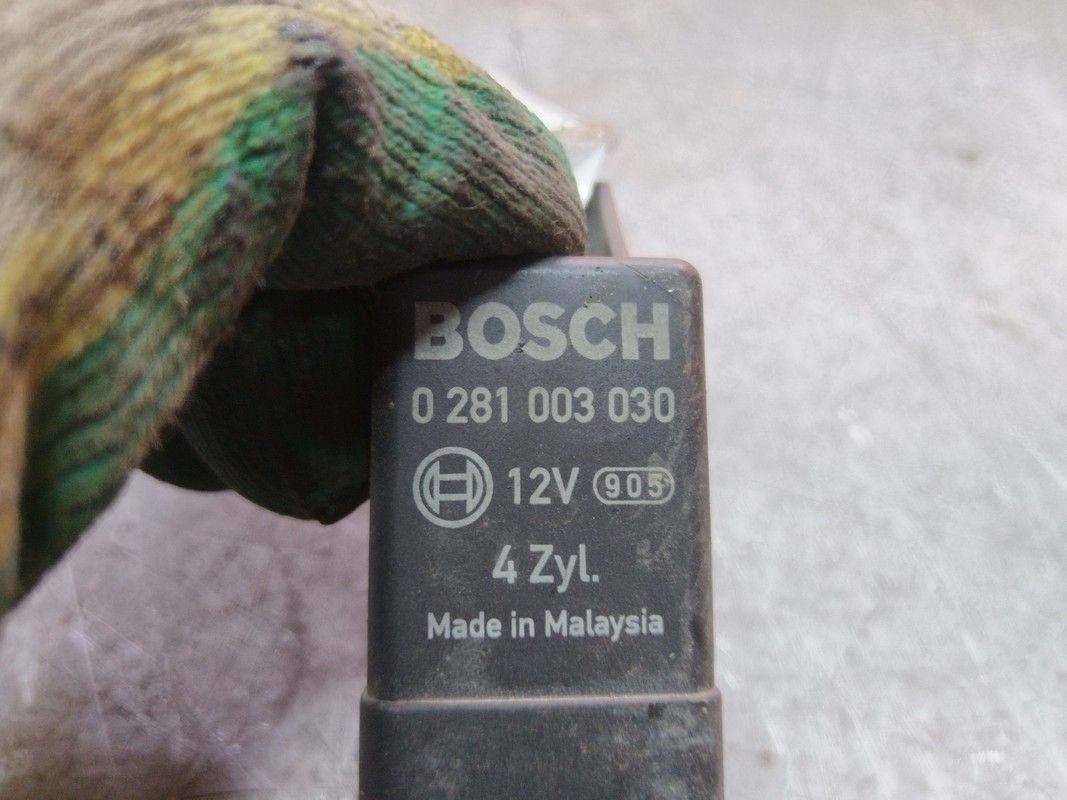 BOSCH
0 281 003 030
12V 905
4 Zyl.
Made in Malaysia